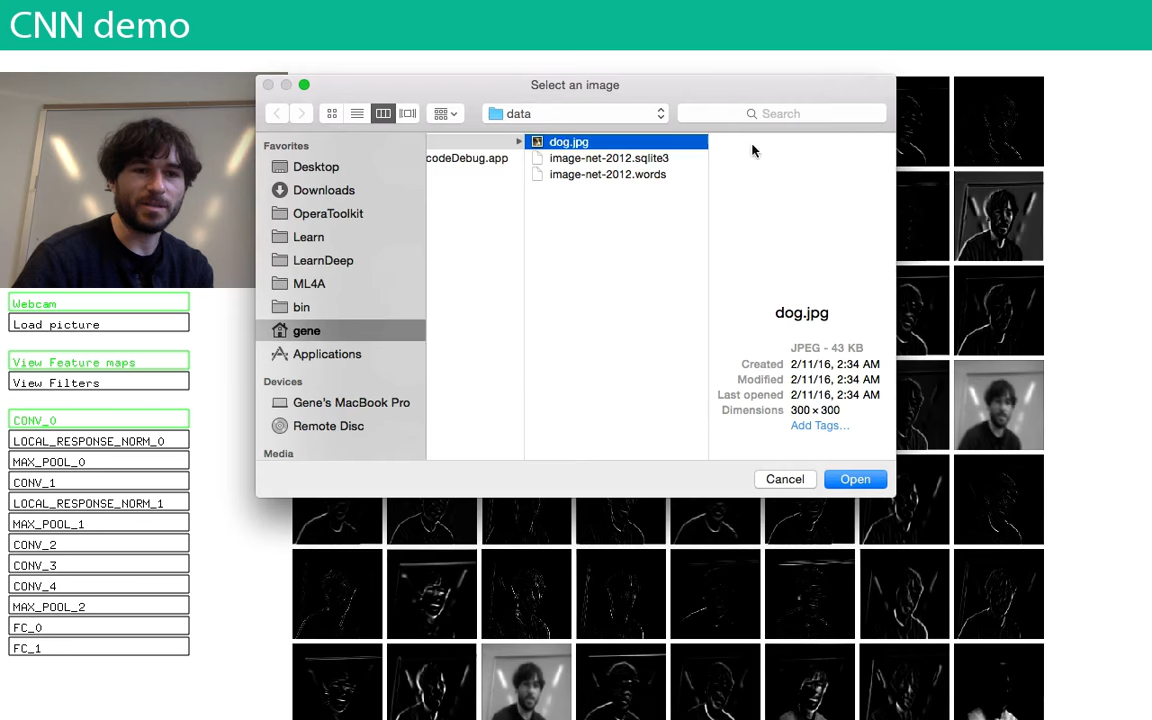 CNN demo
Select an image
data
Search
Favorites
Desktop
Downloads
OperaToolkit
Learn
LearnDeep
ML4A
bin
gene
Applications
Devices
Gene's MacBook Pro
Remote Disc
Media
codeDebug.app
dog.jpg
image-net-2012.sqlite3
image-net-2012.words
dog.jpg
JPEG - 43 KB
Created 2/11/16, 2:34 AM
Modified 2/11/16, 2:34 AM
Last opened 2/11/16, 2:34 AM
Dimensions 300 × 300
Add Tags...
Cancel
Open
Webcam
Load picture
View Feature maps
View Filters
CONV_0
LOCAL_RESPONSE_NORM_0
MAX_POOL_0
CONV_1
LOCAL_RESPONSE_NORM_1
MAX_POOL_1
CONV_2
CONV_3
CONV_4
MAX_POOL_2
FC_0
FC_1